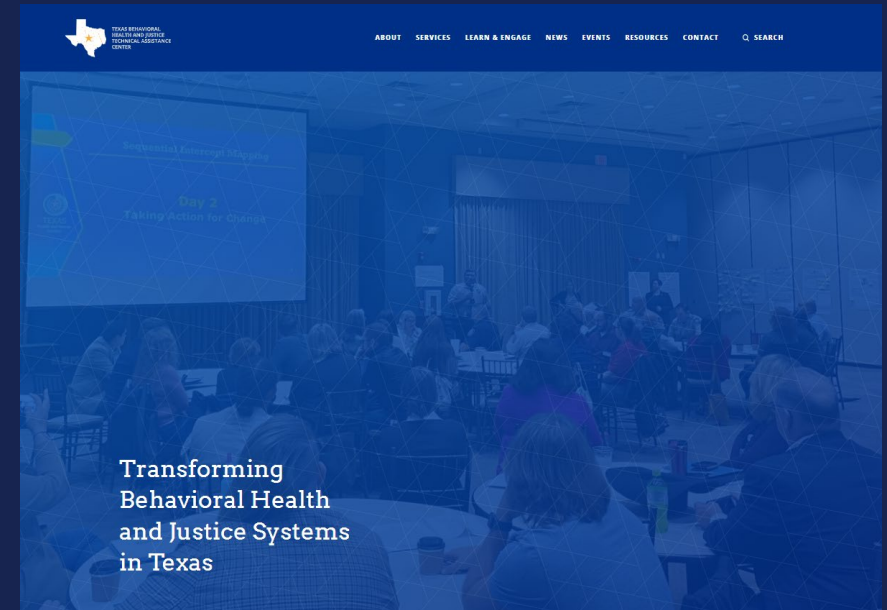 TEXAS BEHAVIORAL
HEALTH AND JUSTICE
TECHNICAL ASSISTANCE
CENTER
ABOUT SERVICES LEARN & ENGAGE NEWS EVENTS RESOURCES CONTACT SEARCH
Sequential Intercept Mapping
Day 2
Taking Action for Change
Transforming
Behavioral Health
and Justice Systems
in Texas